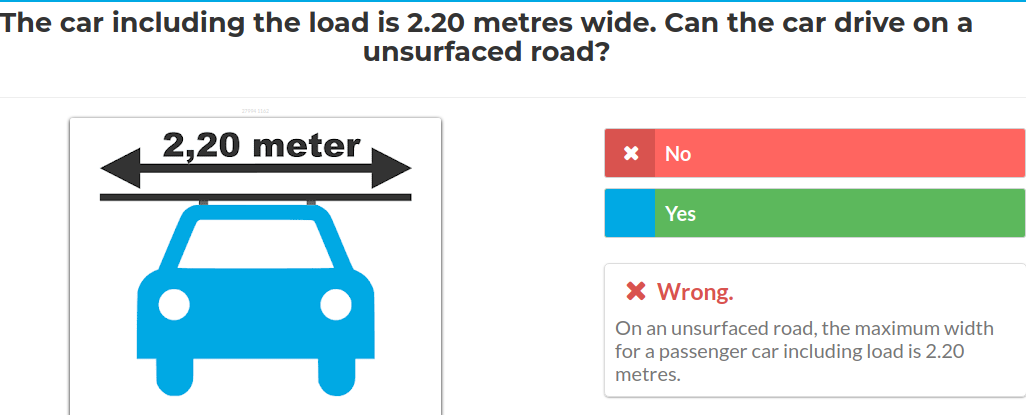 The car including the load is 2.20 metres wide. Can the car drive on a
unsurfaced road?
2,20 meter
No
Yes
Wrong.
On an unsurfaced road, the maximum width
for a passenger car including load is 2.20
metres.